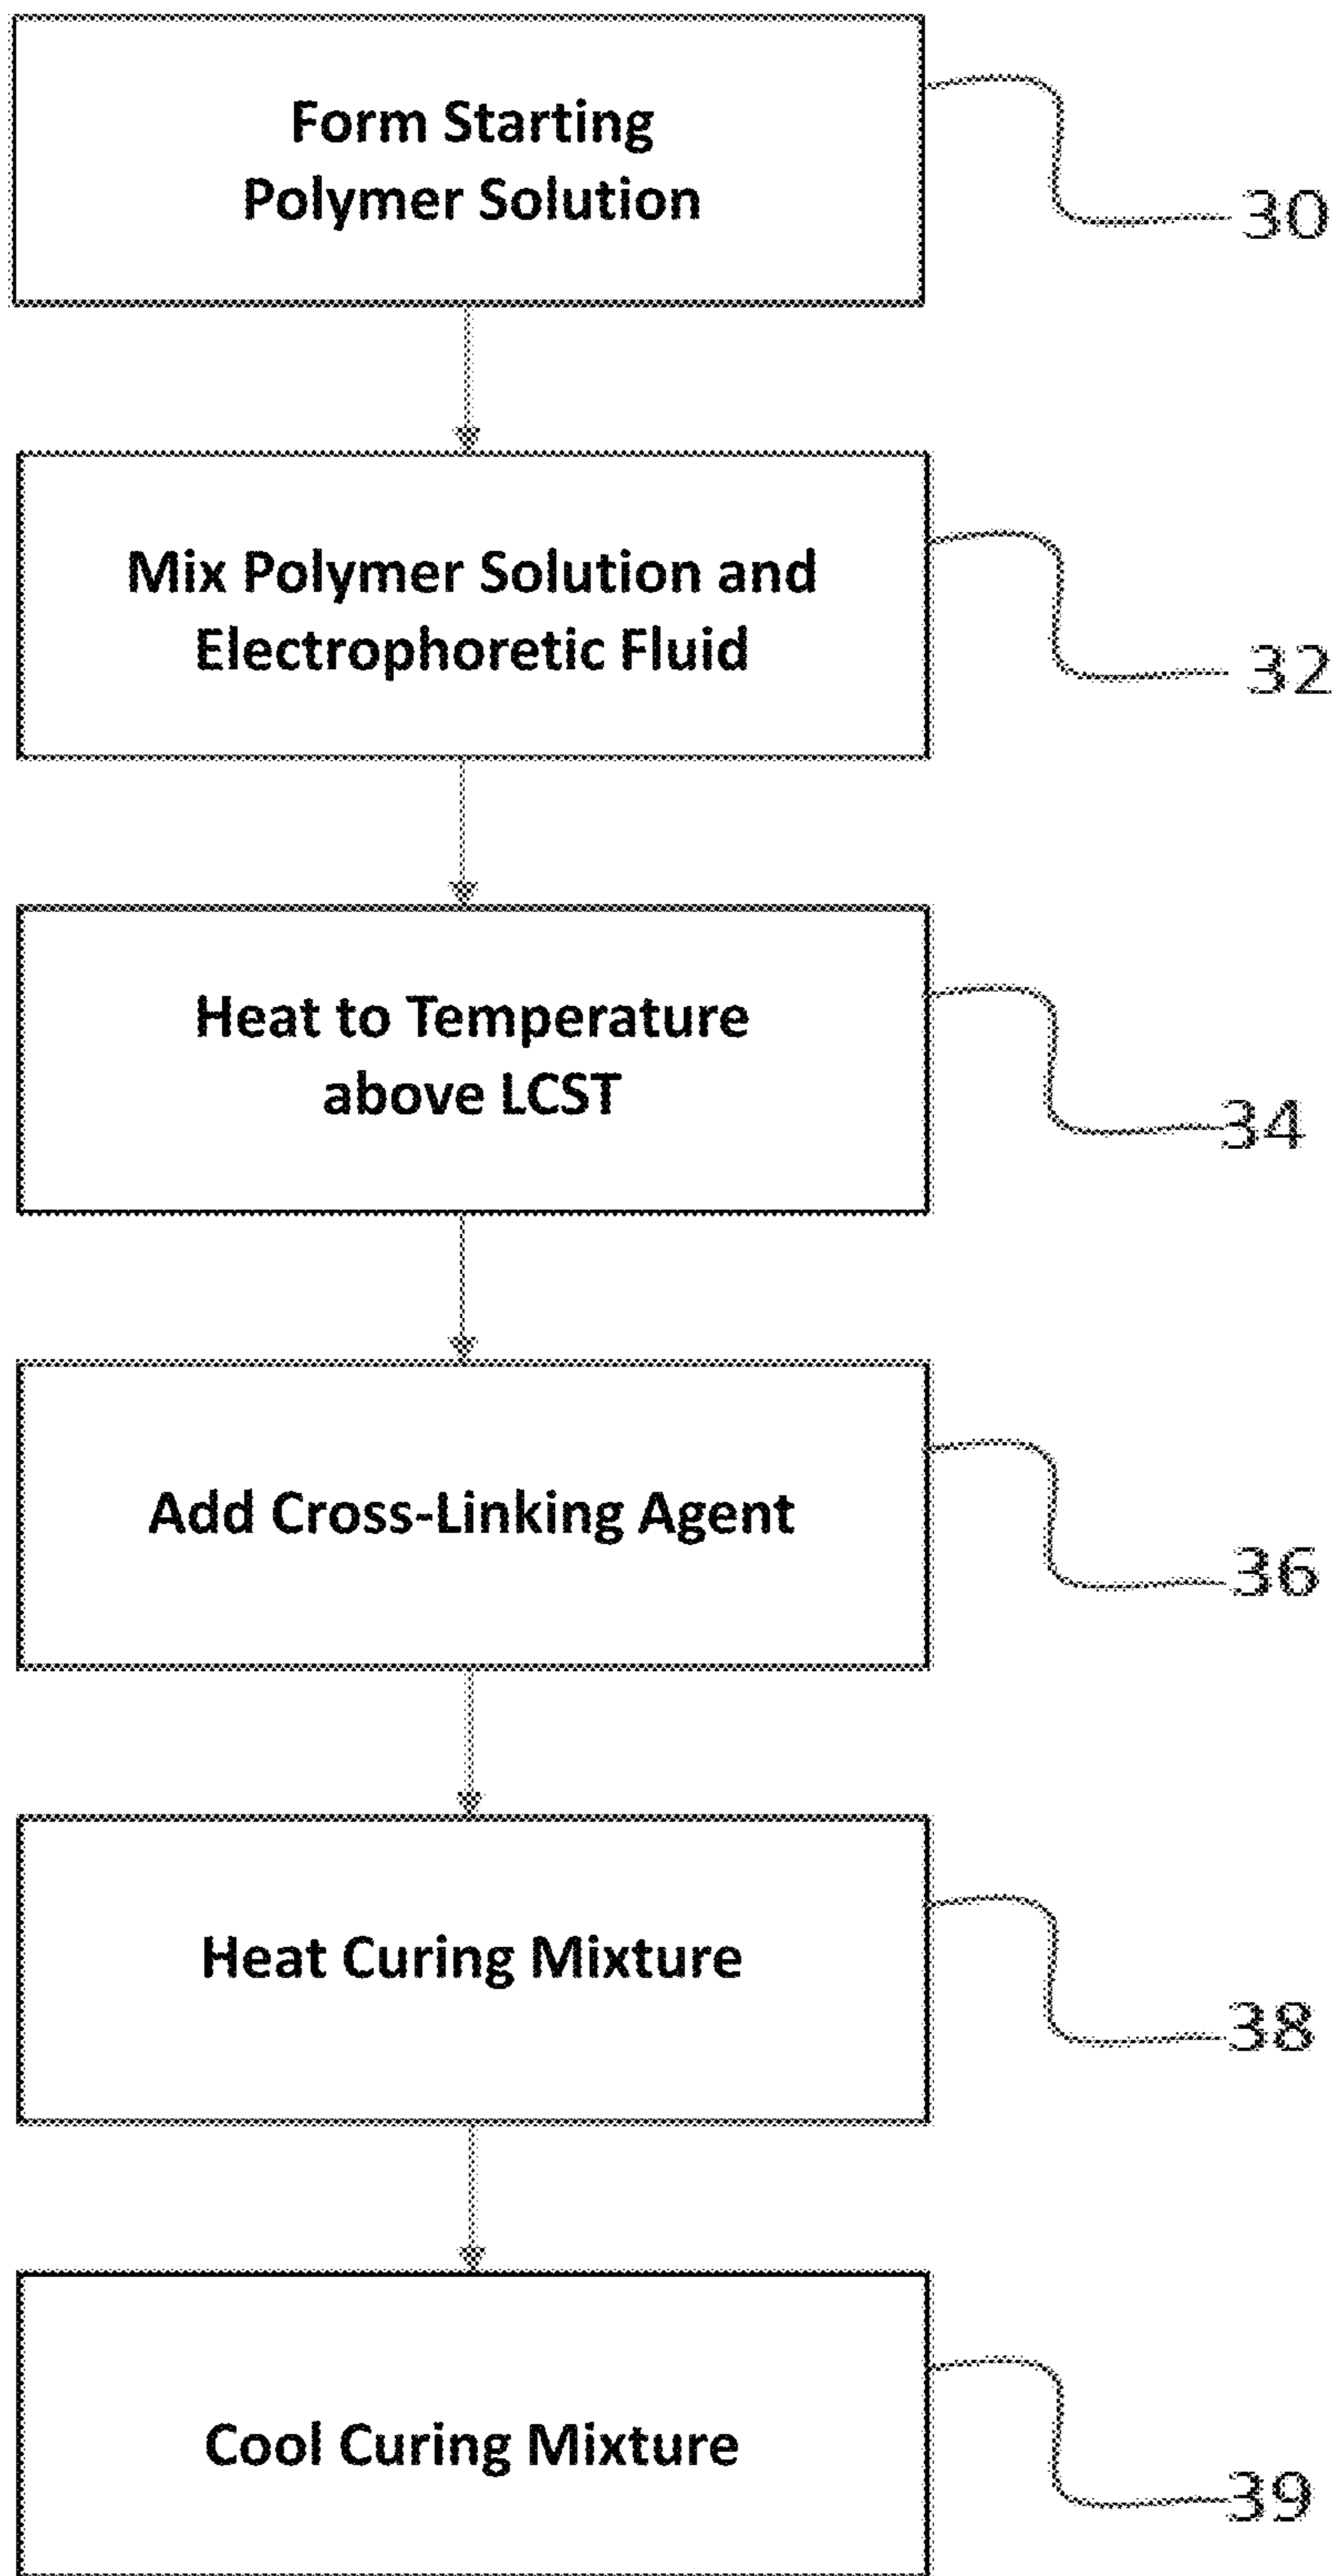 Form Starting
Polymer Solution
30
Mix Polymer Solution and
Electrophoretic Fluid
32
Heat to Temperature
above LCST
34
Add Cross-Linking Agent
36
Heat Curing Mixture
38
Cool Curing Mixture
39